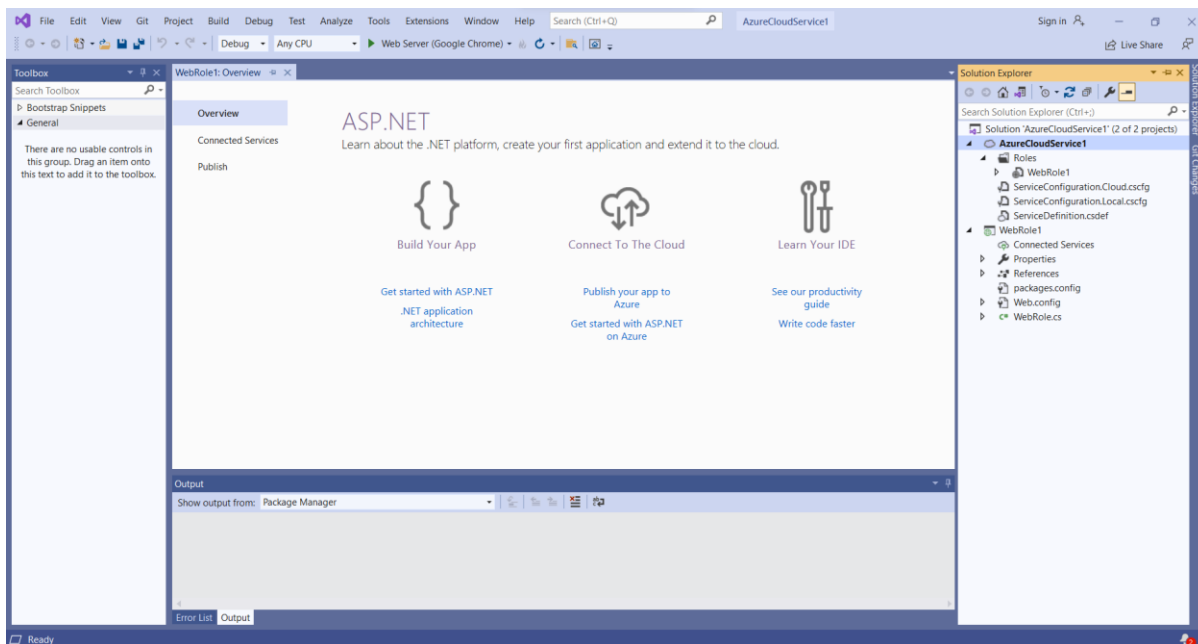 File Edit View Git Project Build Debug Test Analyze Tools Extensions Window Help Search (Ctrl+Q) AzureCloudService1 Sign in
Debug Any CPU Web Server (Google Chrome) Live Share
Toolbox
Search Toolbox
Bootstrap Snippets
General
There are no usable controls in
this group. Drag an item onto
this text to add it to the toolbox.
WebRole1: Overview
Overview
Connected Services
Publish
ASP.NET
Learn about the .NET platform, create your first application and extend it to the cloud.
Build Your App
Get started with ASP.NET
.NET application
architecture
Connect To The Cloud
Publish your app to
Azure
Get started with ASP.NET
on Azure
Learn Your IDE
See our productivity
guide
Write code faster
Output
Show output from: Package Manager
Error List Output
Solution Explorer
Search Solution Explorer (Ctrl+;)
Solution 'AzureCloudService1' (2 of 2 projects)
AzureCloudService1
Roles
WebRole1
ServiceConfiguration.Cloud.cscfg
ServiceConfiguration.Local.cscfg
ServiceDefinition.csdef
WebRole1
Connected Services
Properties
References
packages.config
Web.config
C# WebRole.cs
Solution Explorer
Git Changes
Ready
2